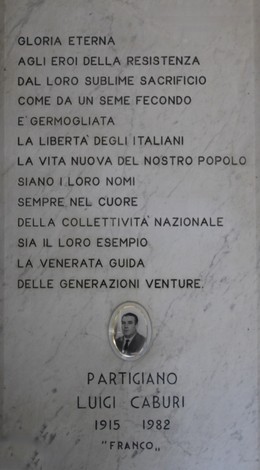 GLORIA ETERNA
AGLI EROI DELLA RESISTENZA
DAL LORO SUBLIME SACRIFICIO
COME DA UN SEME FECONDO
E' GERMOGLIATA
LA LIBERTA' DEGLI ITALIANI
LA VITA NUOVA DEL NOSTRO POPOLO
SIANO I LORO NOMI
SEMPRE NEL CUORE
DELLA COLLETTIVITA' NAZIONALE
SIA IL LORO ESEMPIO
LA VENERATA GUIDA
DELLE GENERAZIONI VENTURE.
PARTIGIANO
LUIGI CABURI
1915 1982
"FRANCO„